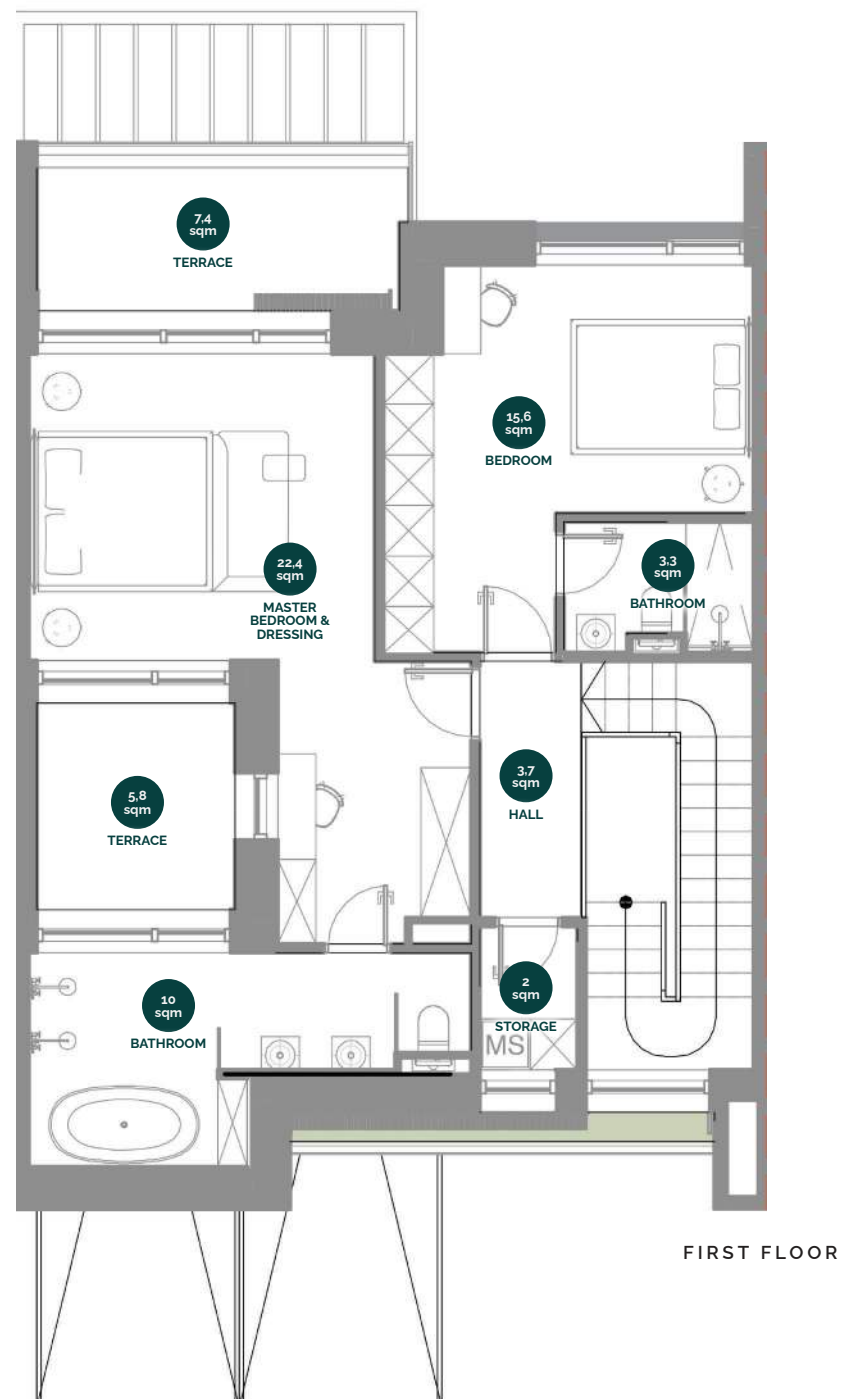 7,4
sqm
TERRACE
15,6
sqm
BEDROOM
22,4
sqm
MASTER
BEDROOM &
DRESSING
3,3
sqm
BATHROOM
5,8
sqm
TERRACE
3,7
sqm
HALL
10
sqm
BATHROOM
2
sqm
STORAGE
MS
FIRST FLOOR